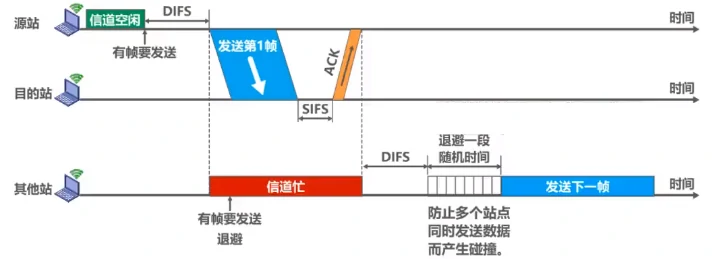 源站
信道空闲
DIFS
时间
有帧要发送
发送第1帧
ACK
目的站
时间
SIFS
DIFS
退避一段
随机时间
其他站
信道忙
发送下一帧
时间
有帧要发送
退避
防止多个站点
同时发送数据
而产生碰撞。